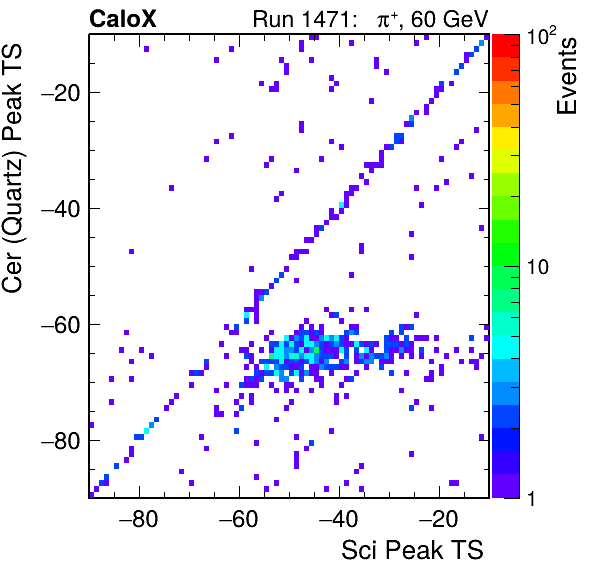 CaloX Run 1471: π⁺, 60 GeV
Cer (Quartz) Peak TS
−20
−40
−60
−80
−80 −60 −40 −20
Sci Peak TS
10²
10
1
Events